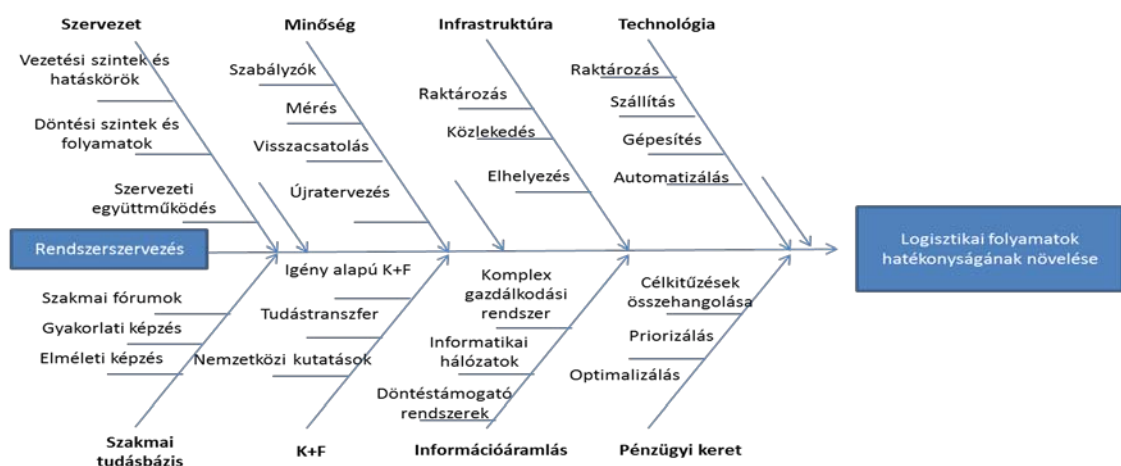 Szervezet
Minőség
Infrastruktúra
Technológia
Vezetési szintek és
hatáskörök
Döntési szintek és
folyamatok
Szervezeti
együttműködés
Szabályzók
Mérés
Visszacsatolás
Újratervezés
Raktározás
Közlekedés
Elhelyezés
Raktározás
Szállítás
Gépesítés
Automatizálás
Rendszerszervezés
Logisztikai folyamatok
hatékonyságának növelése
Szakmai fórumok
Gyakorlati képzés
Elméleti képzés
Igény alapú K+F
Tudástranszfer
Nemzetközi kutatások
Komplex
gazdálkodási
rendszer
Informatikai
hálózatok
Döntéstámogató
rendszerek
Célkitűzések
összehangolása
Priorizálás
Optimalizálás
Szakmai
tudásbázis
K+F
Információáramlás
Pénzügyi keret